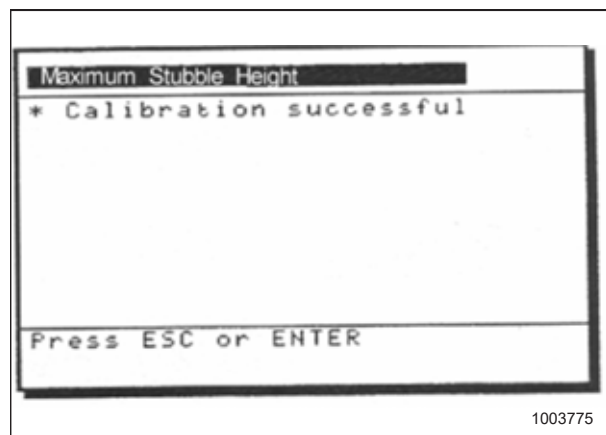 Maximum Stubble Height
* Calibration successful
Press ESC or ENTER
1003775